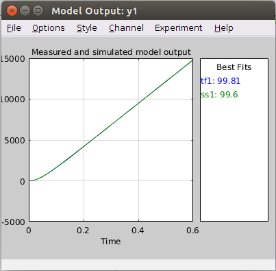 Model Output: y1
File Options Style Channel Experiment Help
Measured and simulated model output
15000
10000
5000
0
-5000
0 0.2 0.4 0.6
Time
Best Fits
tf1: 99.81
ss1: 99.6